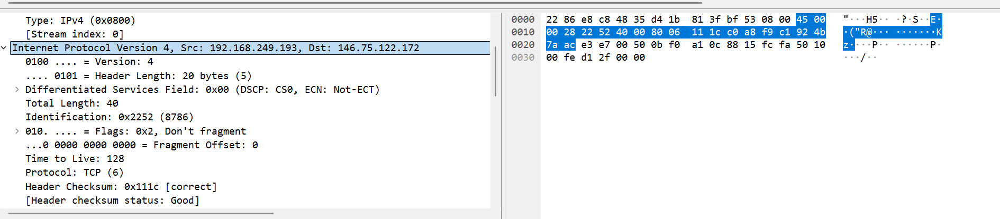 Type: IPv4 (0x0800)
[Stream index: 0]
Internet Protocol Version 4, Src: 192.168.249.193, Dst: 146.75.122.172
0100 .... = Version: 4
.... 0101 = Header Length: 20 bytes (5)
Differentiated Services Field: 0x00 (DSCP: CS0, ECN: Not-ECT)
Total Length: 40
Identification: 0x2252 (8786)
010. .... = Flags: 0x2, Don't fragment
...0 0000 0000 0000 = Fragment Offset: 0
Time to Live: 128
Protocol: TCP (6)
Header Checksum: 0x111c [correct]
[Header checksum status: Good]
0000 22 86 e8 c8 48 35 d4 1b 81 3f bf 53 08 00 45 00 "···H5·· ·?·S··E·
0010 00 28 22 52 40 00 80 06 11 1c c0 a8 f9 c1 92 4b ·("R@··· ·······K
0020 7a ac e3 e7 00 50 0b f0 a1 0c 88 15 fc fa 50 10 z····P·· ······P·
0030 00 fe d1 2f 00 00 ···/··